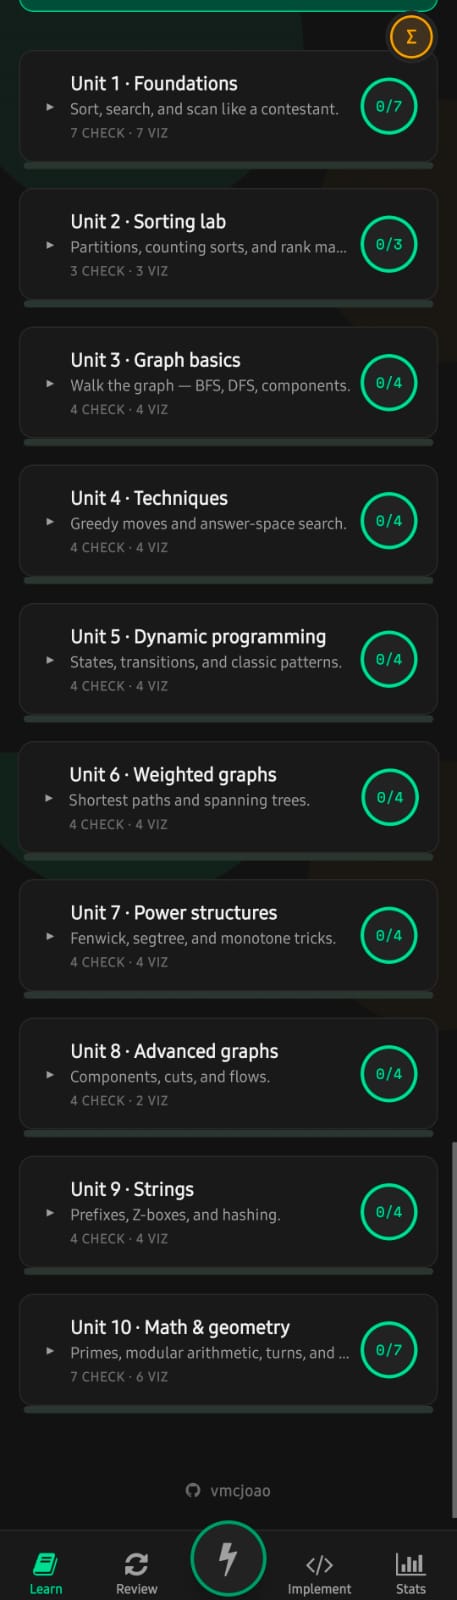 Σ
Unit 1 · Foundations
Sort, search, and scan like a contestant.
7 CHECK · 7 VIZ
0/7
Unit 2 · Sorting lab
Partitions, counting sorts, and rank ma...
3 CHECK · 3 VIZ
0/3
Unit 3 · Graph basics
Walk the graph — BFS, DFS, components.
4 CHECK · 4 VIZ
0/4
Unit 4 · Techniques
Greedy moves and answer-space search.
4 CHECK · 4 VIZ
0/4
Unit 5 · Dynamic programming
States, transitions, and classic patterns.
4 CHECK · 4 VIZ
0/4
Unit 6 · Weighted graphs
Shortest paths and spanning trees.
4 CHECK · 4 VIZ
0/4
Unit 7 · Power structures
Fenwick, segtree, and monotone tricks.
4 CHECK · 4 VIZ
0/4
Unit 8 · Advanced graphs
Components, cuts, and flows.
4 CHECK · 2 VIZ
0/4
Unit 9 · Strings
Prefixes, Z-boxes, and hashing.
4 CHECK · 4 VIZ
0/4
Unit 10 · Math & geometry
Primes, modular arithmetic, turns, and ...
7 CHECK · 6 VIZ
0/7
vmcjoao
Learn
Review
Implement
Stats